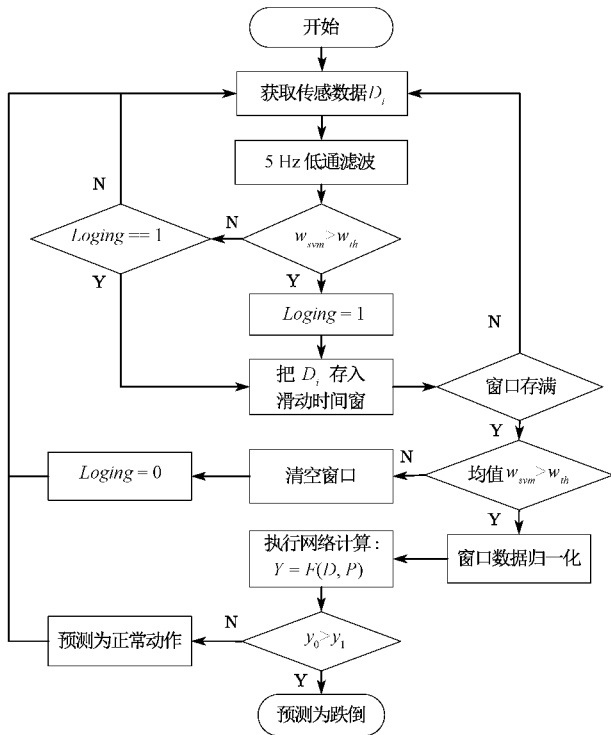 开始
获取传感数据 D_i
5 Hz 低通滤波
N
N
Loging == 1
w_svm > w_th
Y
Y
Loging = 1
N
把 D_i 存入
滑动时间窗
窗口存满
Y
Loging = 0
清空窗口
N
均值 w_svm > w_th
Y
执行网络计算：
Y = F(D, P)
窗口数据归一化
预测为正常动作
N
y_0 > y_1
Y
预测为跌倒